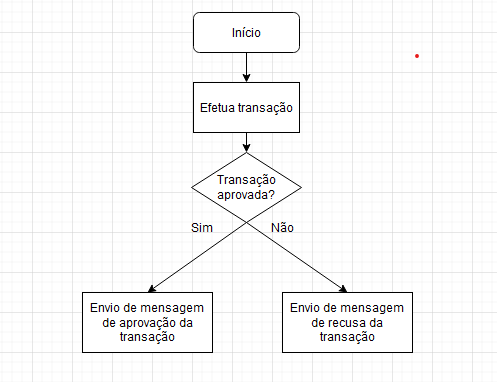 Início
Efetua transação
Transação
aprovada?
Sim
Não
Envio de mensagem
de aprovação da
transação
Envio de mensagem
de recusa da
transação